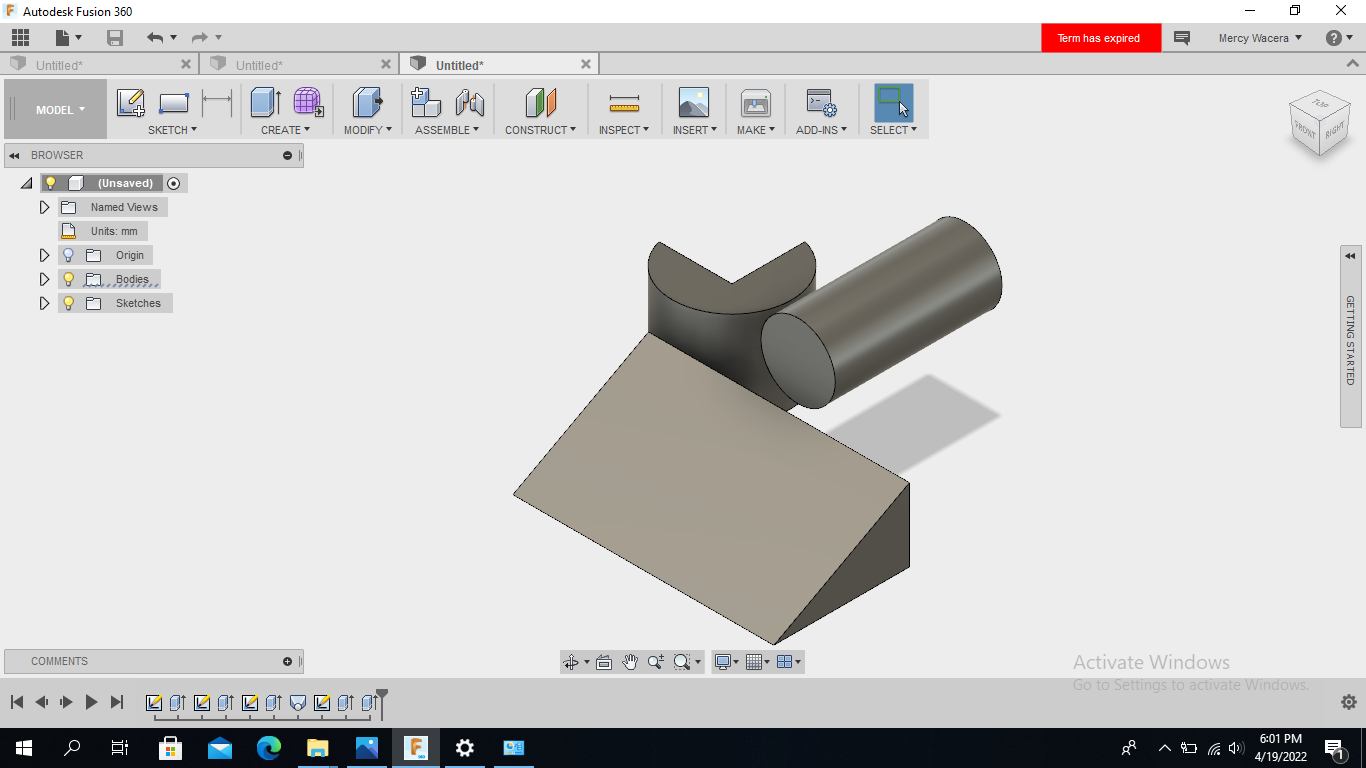 Autodesk Fusion 360
Term has expired
Mercy Wacera
Untitled*
Untitled*
Untitled*
MODEL
SKETCH
CREATE
MODIFY
ASSEMBLE
CONSTRUCT
INSPECT
INSERT
MAKE
ADD-INS
SELECT
TOP
FRONT
RIGHT
BROWSER
(Unsaved)
Named Views
Units: mm
Origin
Bodies
Sketches
GETTING STARTED
COMMENTS
Activate Windows
Go to Settings to activate Windows.
F
360
6:01 PM
4/19/2022
1